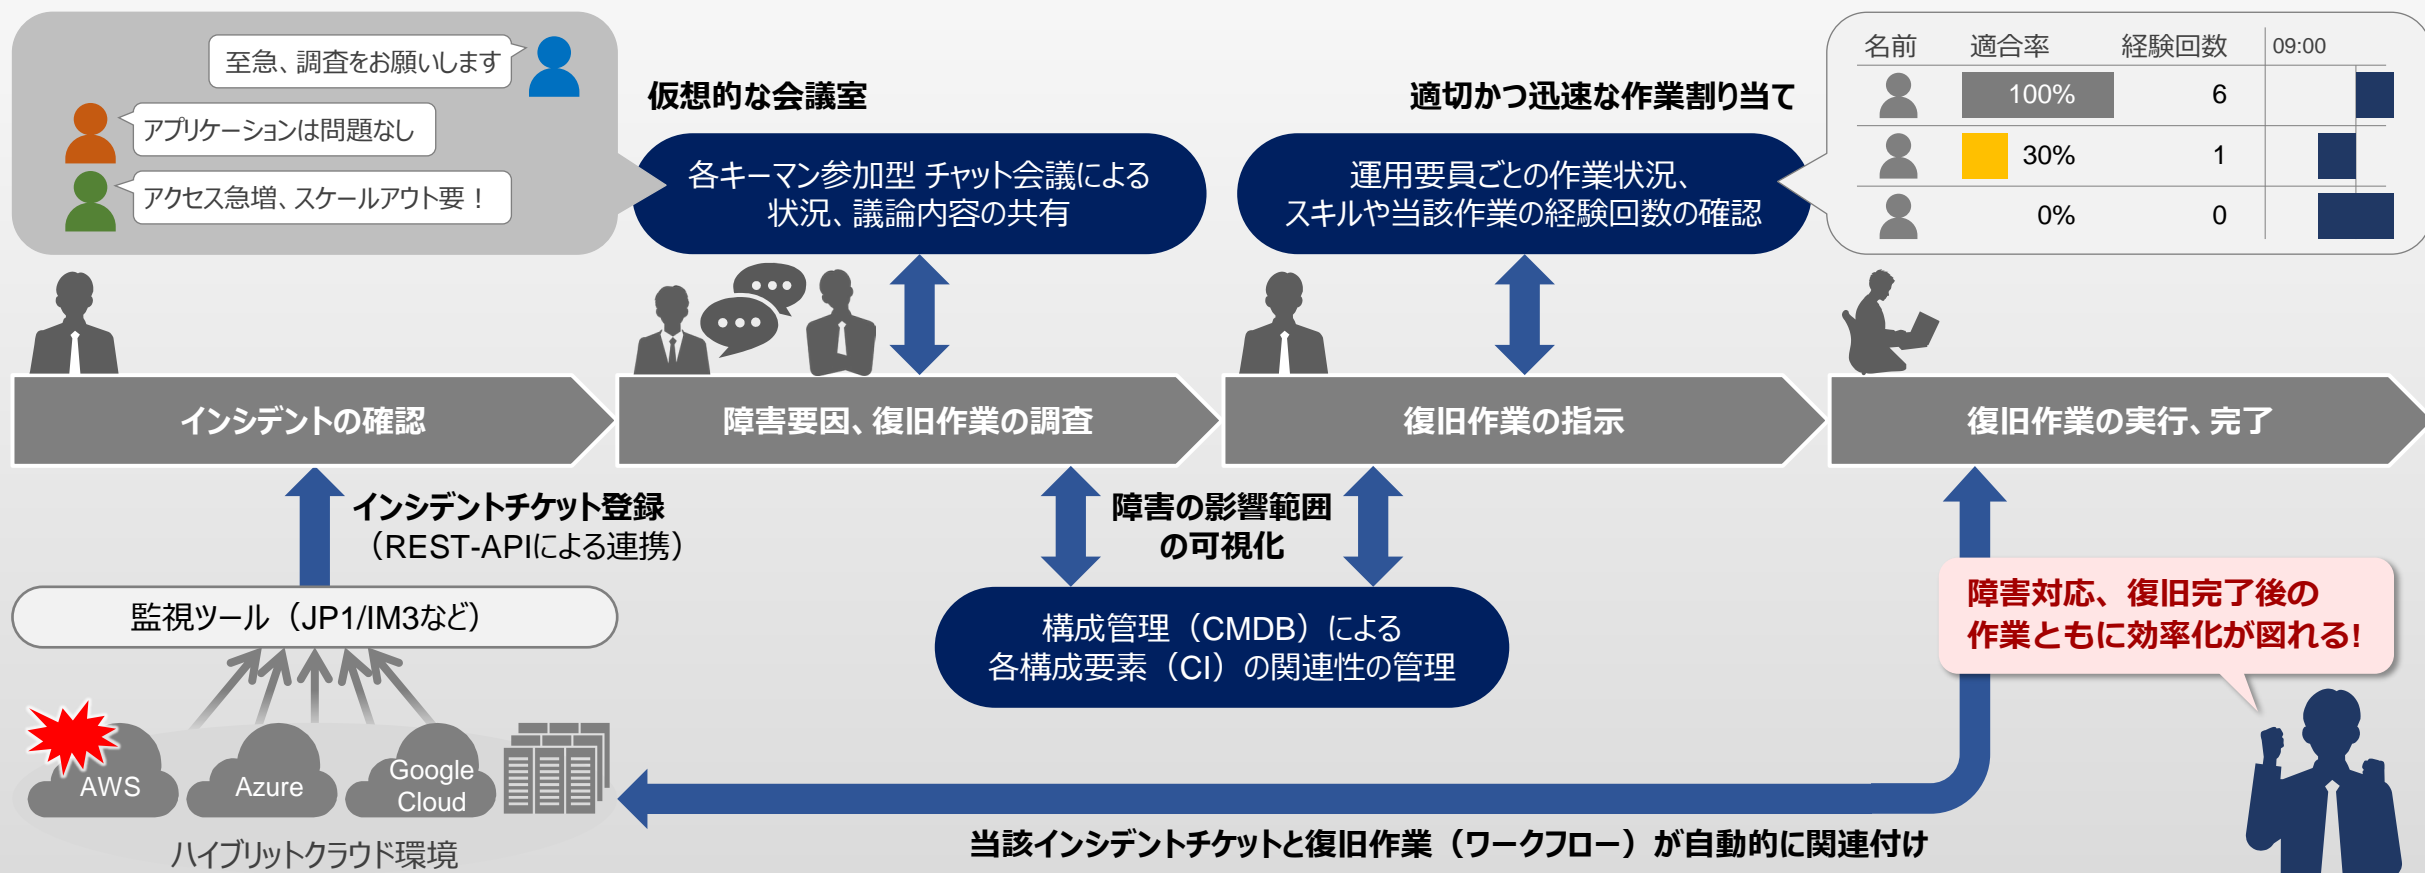 至急、調査をお願いします
アプリケーションは問題なし
アクセス急増、スケールアウト要！
仮想的な会議室
各キーマン参加型 チャット会議による
状況、議論内容の共有
適切かつ迅速な作業割り当て
運用要員ごとの作業状況、
スキルや当該作業の経験回数の確認
名前 適合率 経験回数 09:00
100% 6
30% 1
0% 0
インシデントの確認
障害要因、復旧作業の調査
復旧作業の指示
復旧作業の実行、完了
インシデントチケット登録
（REST-APIによる連携）
障害の影響範囲
の可視化
監視ツール（JP1/IM3など）
構成管理（CMDB）による
各構成要素（CI）の関連性の管理
障害対応、復旧完了後の
作業ともに効率化が図れる!
AWS
Azure
Google
Cloud
ハイブリットクラウド環境
当該インシデントチケットと復旧作業（ワークフロー）が自動的に関連付け